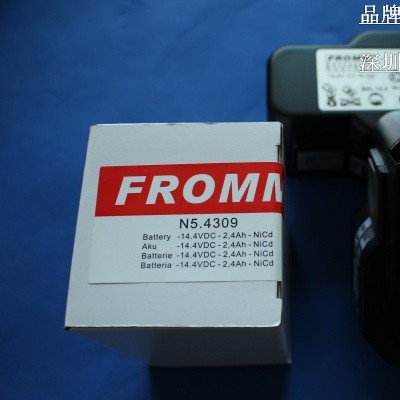 品牌
深圳
FROMM
FROMM
N5.4309
Battery -14.4VDC - 2,4Ah - NiCd
Aku -14.4VDC - 2,4Ah - NiCd
Batterie -14.4VDC - 2,4Ah - NiCd
Batteria -14.4VDC - 2,4Ah - NiCd